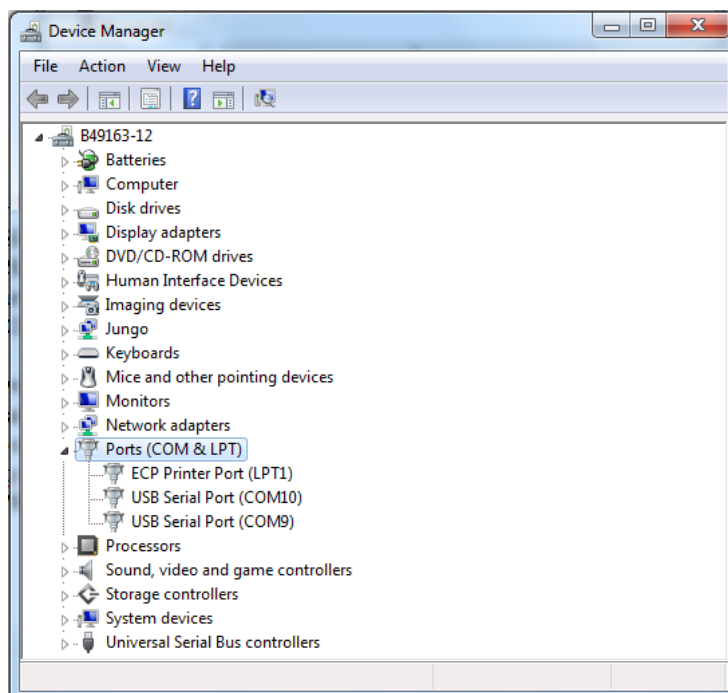 Device Manager
File Action View Help
B49163-12
Batteries
Computer
Disk drives
Display adapters
DVD/CD-ROM drives
Human Interface Devices
Imaging devices
Jungo
Keyboards
Mice and other pointing devices
Monitors
Network adapters
Ports (COM & LPT)
ECP Printer Port (LPT1)
USB Serial Port (COM10)
USB Serial Port (COM9)
Processors
Sound, video and game controllers
Storage controllers
System devices
Universal Serial Bus controllers